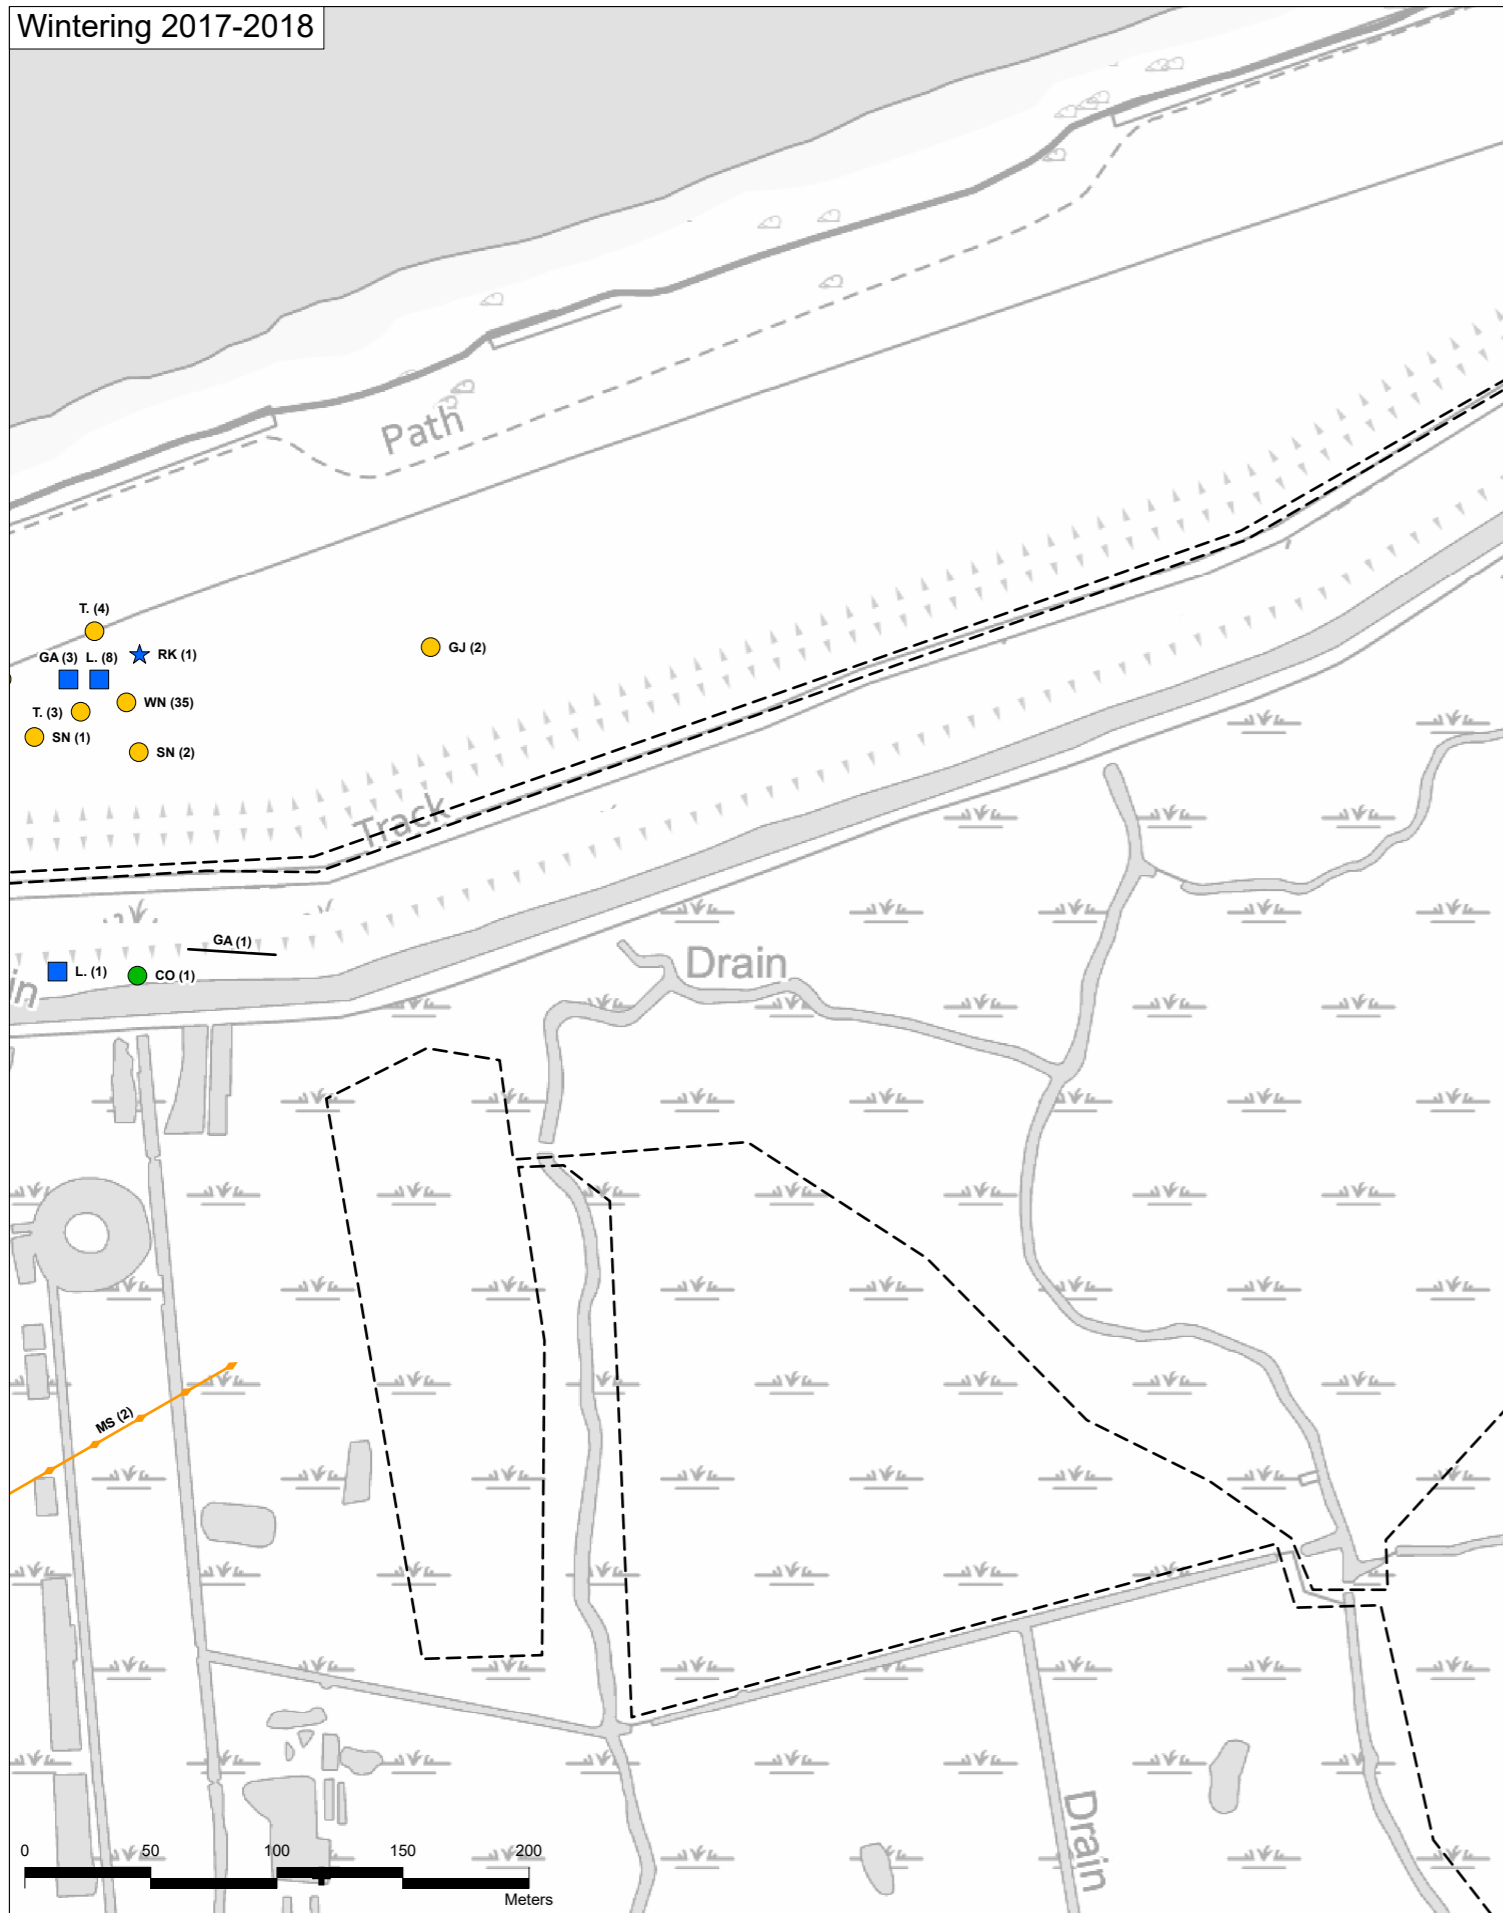 Wintering 2017-2018
Path
T. (4)
GA (3) L. (8)
RK (1)
GJ (2)
WN (35)
T. (3)
SN (1)
SN (2)
Track
GA (1)
L. (1)
CO (1)
in
Drain
MS (2)
Drain
0 50 100 150 200
Meters